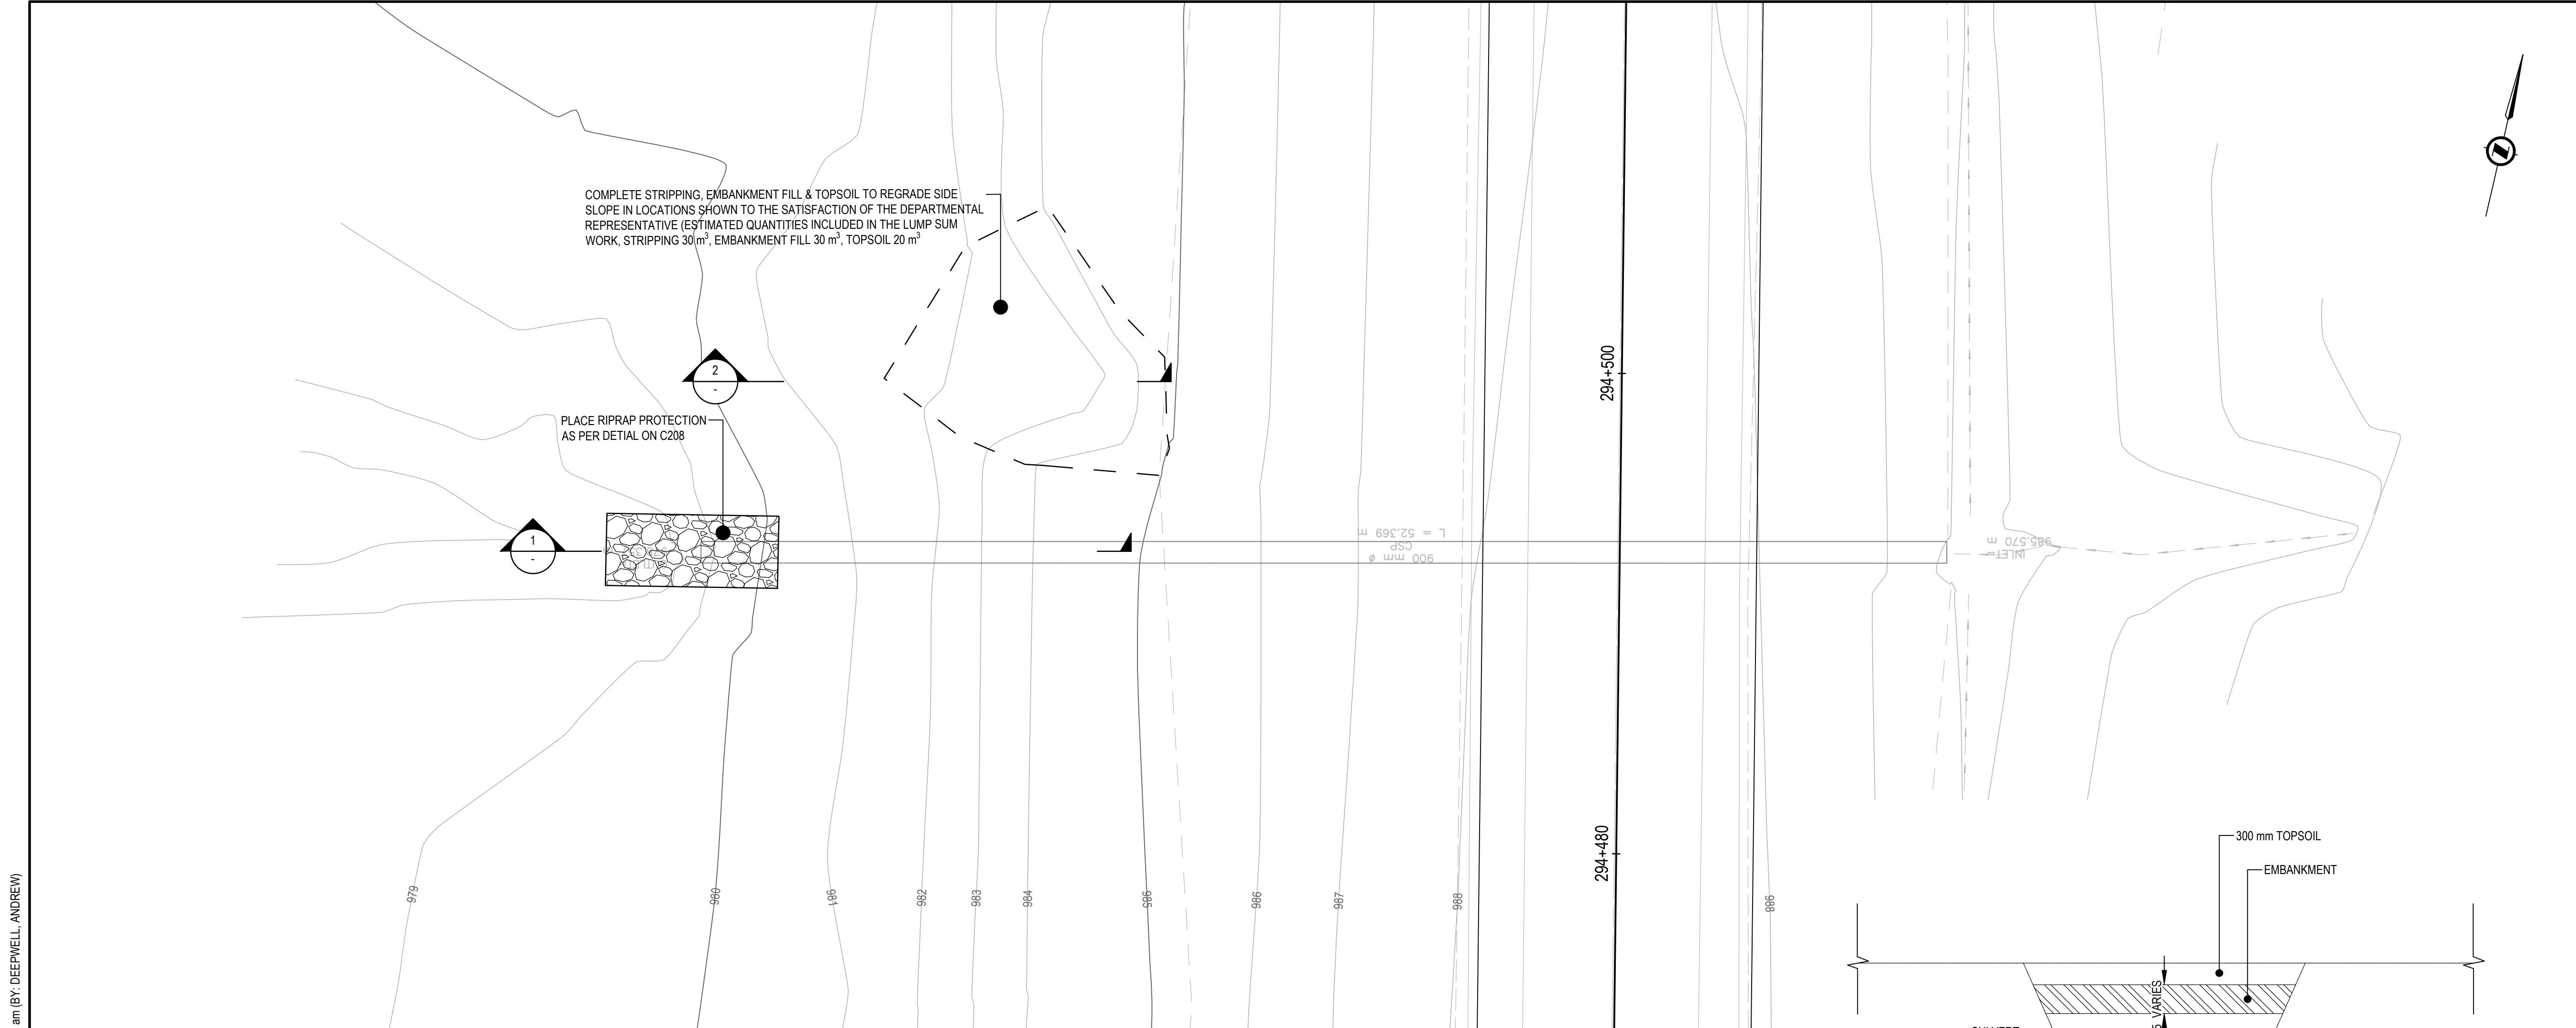 COMPLETE STRIPPING, EMBANKMENT FILL & TOPSOIL TO REGRADE SIDE
SLOPE IN LOCATIONS SHOWN TO THE SATISFACTION OF THE DEPARTMENTAL
REPRESENTATIVE (ESTIMATED QUANTITIES INCLUDED IN THE LUMP SUM
WORK, STRIPPING 30 m³, EMBANKMENT FILL 30 m³, TOPSOIL 20 m³
2
-
PLACE RIPRAP PROTECTION
AS PER DETIAL ON C208
1
-
900 mm ø
CSP
L = 52.369 m
INLET=
985.570 m
294+500
294+480
979
980
981
982
983
984
985
986
987
988
988
300 mm TOPSOIL
EMBANKMENT
VARIES
am (BY: DEEPWELL, ANDREW)